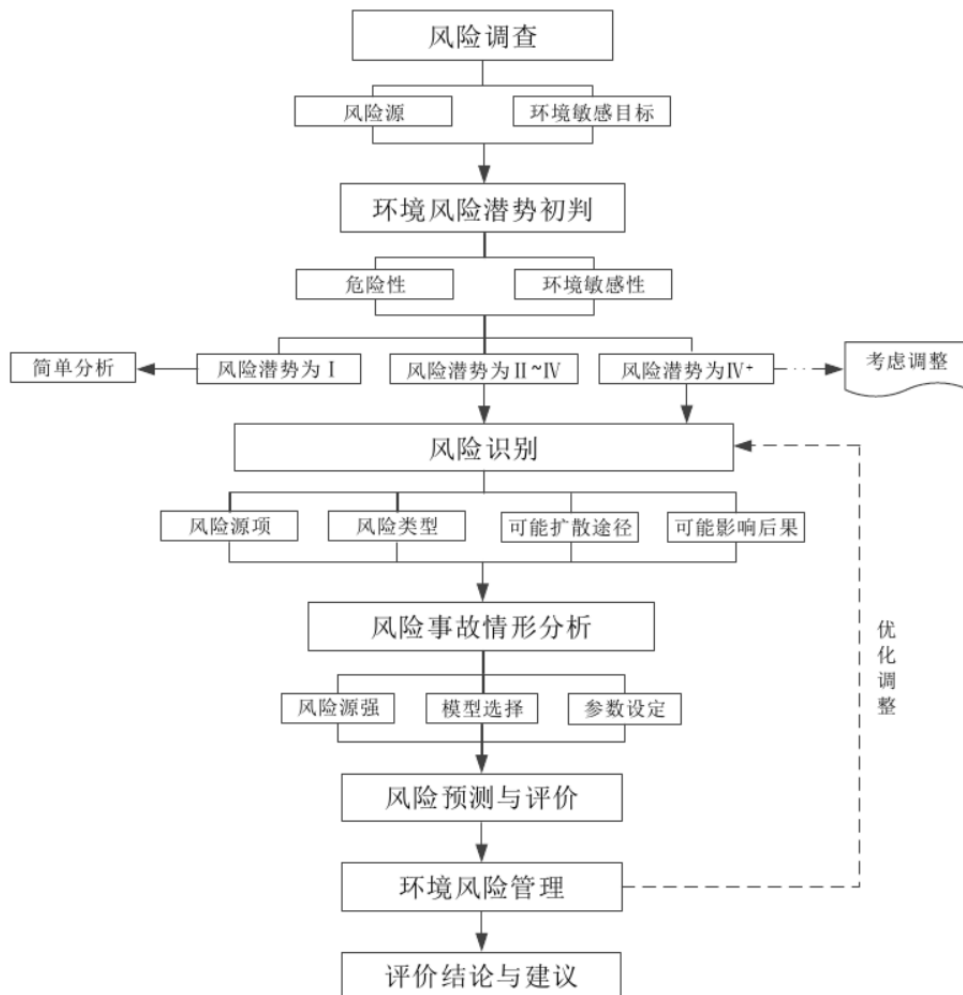 风险调查
风险源
环境敏感目标
环境风险潜势初判
危险性
环境敏感性
简单分析
风险潜势为Ⅰ
风险潜势为Ⅱ~Ⅳ
风险潜势为Ⅳ⁺
考虑调整
风险识别
风险源项
风险类型
可能扩散途径
可能影响后果
风险事故情形分析
优化调整
风险源强
模型选择
参数设定
风险预测与评价
环境风险管理
评价结论与建议